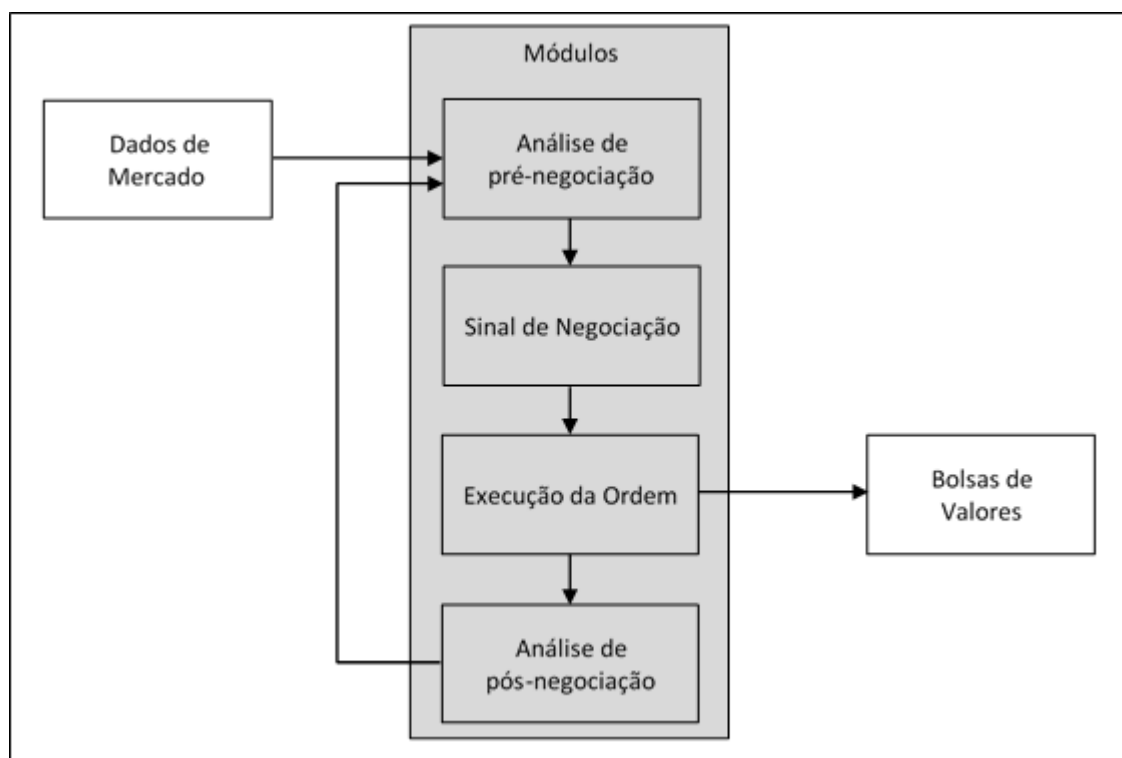 Módulos
Dados de
Mercado
Análise de
pré-negociação
Sinal de Negociação
Execução da Ordem
Bolsas de
Valores
Análise de
pós-negociação